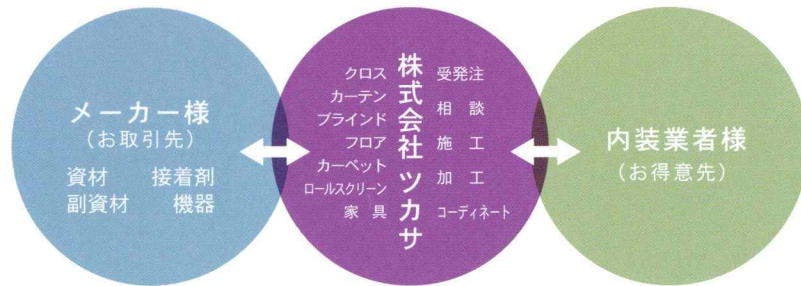 メーカー様
(お取引先)
資材 接着剤
副資材 機器
クロス
カーテン
ブラインド
フロア
カーペット
ロールスクリーン
家具
株式会社ツカサ
受発注
相談
施工
加工
コーディネート
内装業者様
(お得意先)